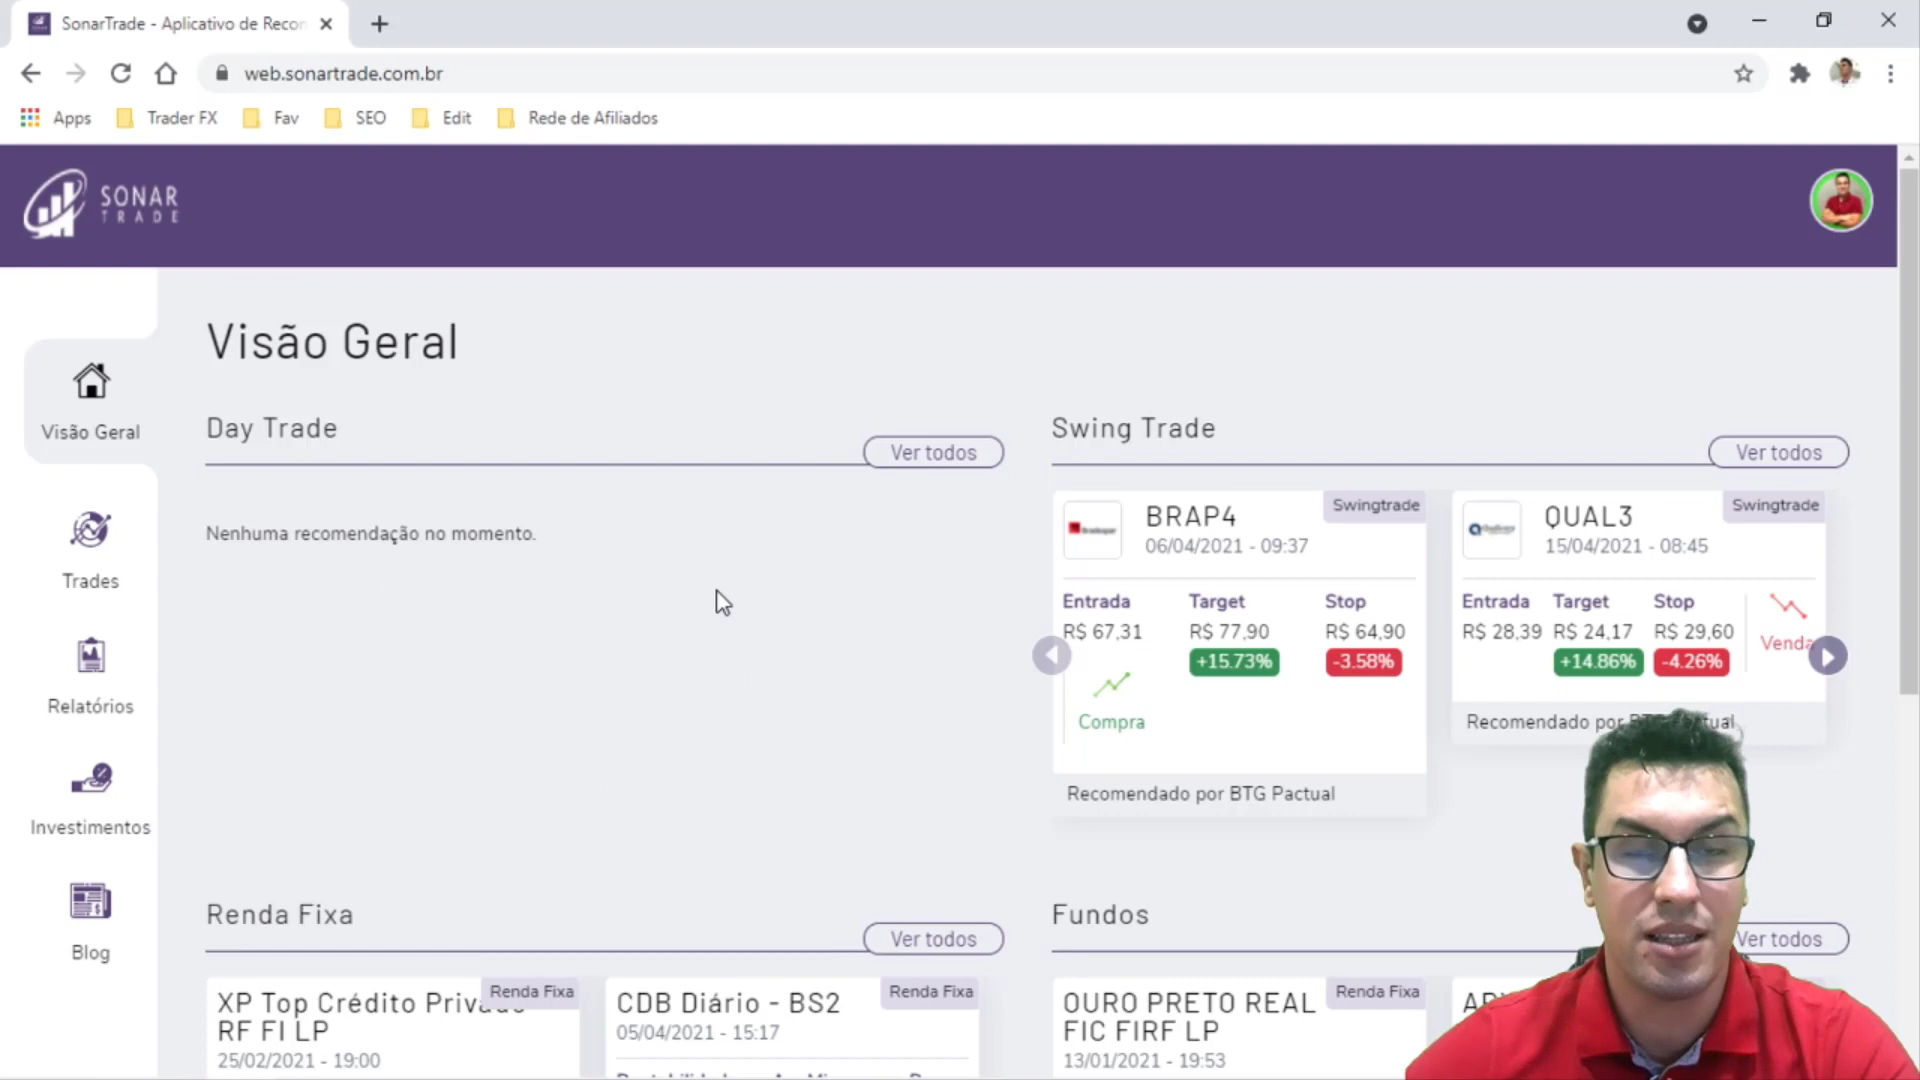 SonarTrade - Aplicativo de Recor
web.sonartrade.com.br
Apps
Trader FX
Fav
SEO
Edit
Rede de Afiliados
SONAR
TRADE
Visão Geral
Trades
Relatórios
Investimentos
Blog
Visão Geral
Day Trade
Ver todos
Nenhuma recomendação no momento.
Swing Trade
Ver todos
BRAP4
Swingtrade
06/04/2021 - 09:37
Entrada Target Stop
R$ 67,31 R$ 77,90 R$ 64,90
+15.73% -3.58%
Compra
Recomendado por BTG Pactual
QUAL3
Swingtrade
15/04/2021 - 08:45
Entrada Target Stop
R$ 28,39 R$ 24,17 R$ 29,60
+14.86% -4.26%
Venda
Recomendado por BTG Pactual
Renda Fixa
Ver todos
XP Top Crédito Privado
Renda Fixa
RF FI LP
25/02/2021 - 19:00
CDB Diário - BS2
Renda Fixa
05/04/2021 - 15:17
Fundos
Ver todos
OURO PRETO REAL
Renda Fixa
FIC FIRF LP
13/01/2021 - 19:53